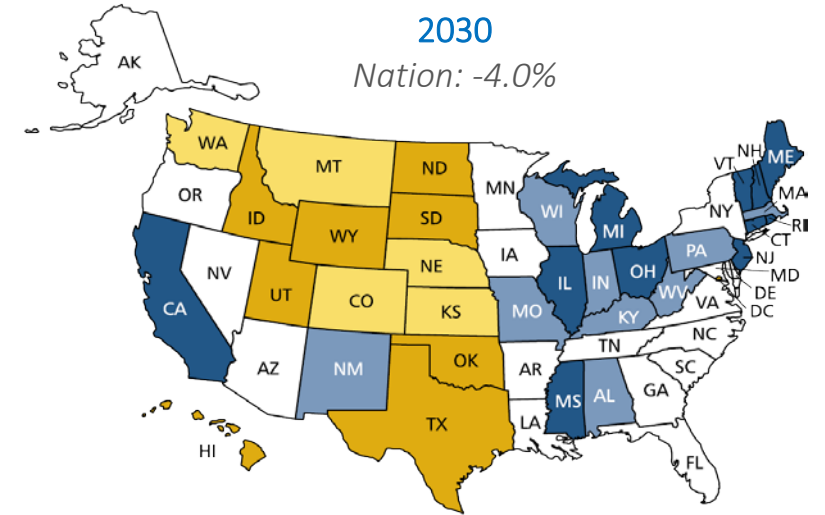 2030
Nation: -4.0%
AK
WA
MT
ND
MN
VT
NH
ME
OR
ID
SD
WI
MI
NY
MA
RI
WY
IA
PA
CT
NV
NE
IL
IN
OH
NJ
MD
UT
CO
KS
MO
WV
VA
DE
DC
CA
KY
AZ
NM
OK
AR
TN
NC
SC
MS
AL
GA
TX
LA
HI
FL